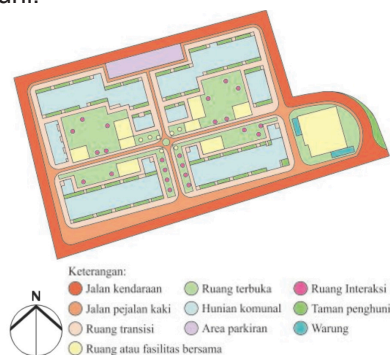 Keterangan:
Jalan kendaraan
Ruang terbuka
Ruang Interaksi
Jalan pejalan kaki
Hunian komunal
Taman penghuni
Ruang transisi
Area parkiran
Warung
Ruang atau fasilitas bersama
N